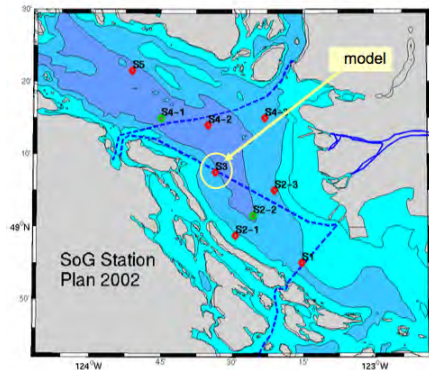 30'
model
S5
20'
S4-1
S4-2
S4-
10'
S3
S2-3
S2-2
49°N
S2-1
S1
SoG Station
Plan 2002
50'
124°W
45'
30'
15'
123°W